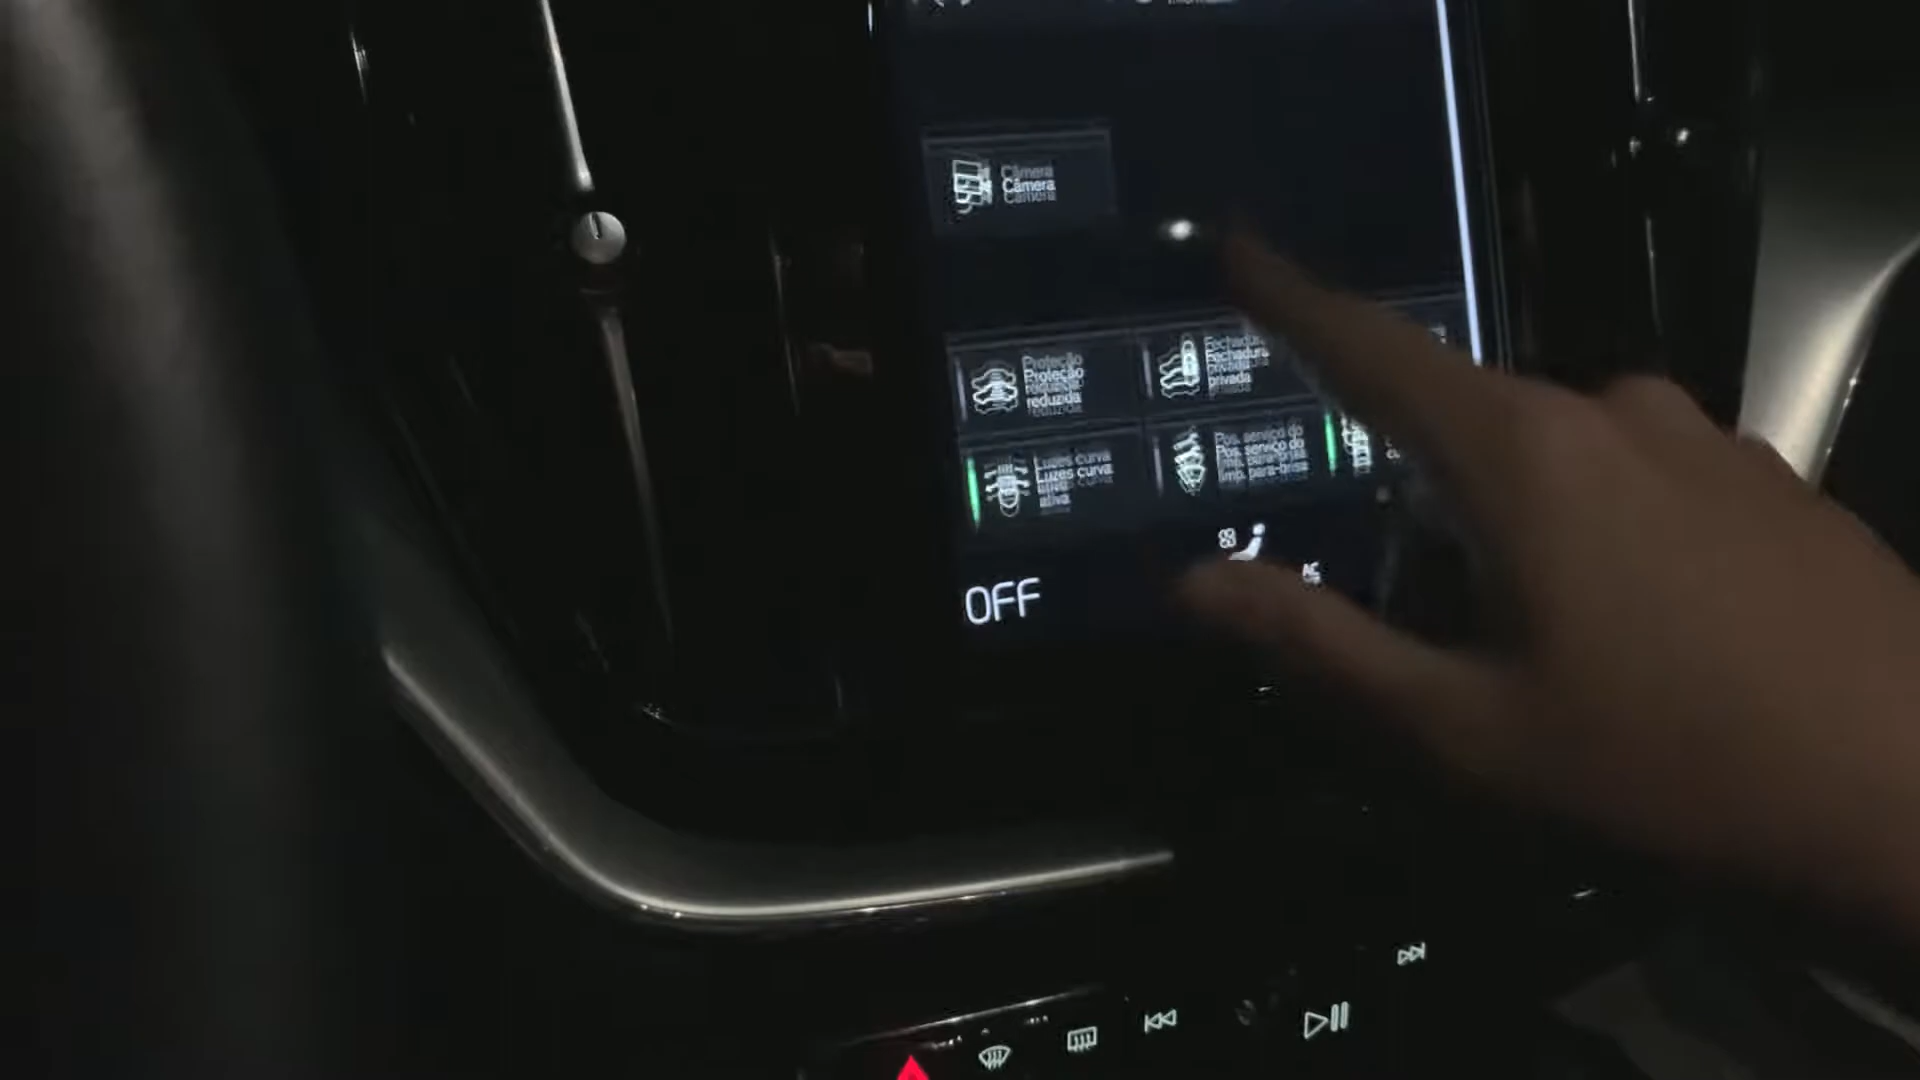 Câmera
Proteção
reduzida
Fechadura
privada
Luzes curva
ativa
Pos. serviço do
limp. para-brisa
OFF
AC